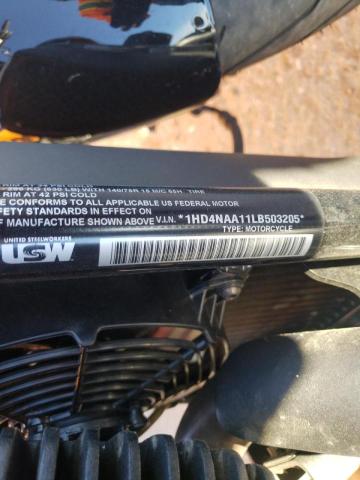 RIM AT 42 PSI COLD
E CONFORMS TO ALL APPLICABLE US FEDERAL MOTOR
FETY STANDARDS IN EFFECT ON
F MANUFACTURE SHOWN ABOVE V.I.N. *1HD4NAA11LB503205*
TYPE: MOTORCYCLE
UNITED STEELWORKERS
USW